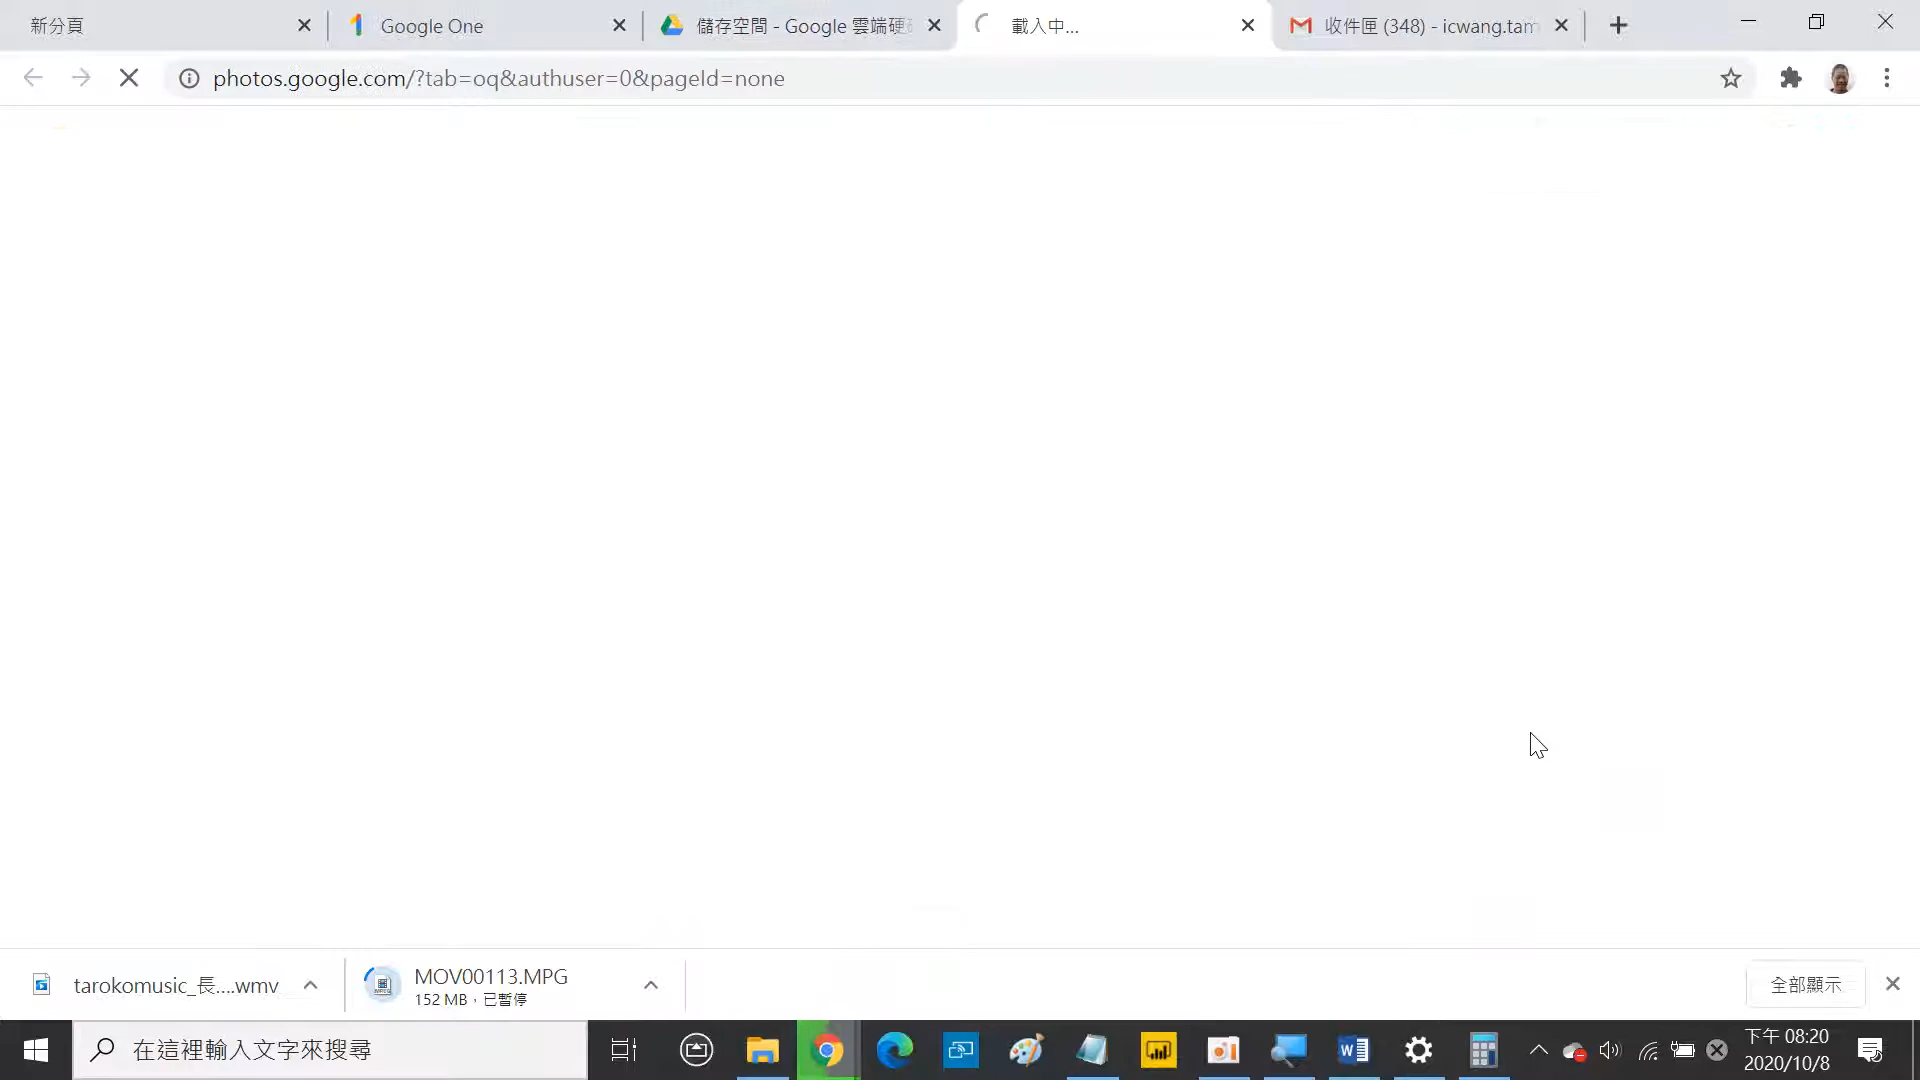 新分頁
Google One
儲存空間 - Google 雲端硬
載入中...
收件匣 (348) - icwang.tam
photos.google.com/?tab=oq&authuser=0&pageId=none
tarokomusic_長....wmv
MOV00113.MPG
152 MB，已暫停
全部顯示
在這裡輸入文字來搜尋
下午 08:20
2020/10/8